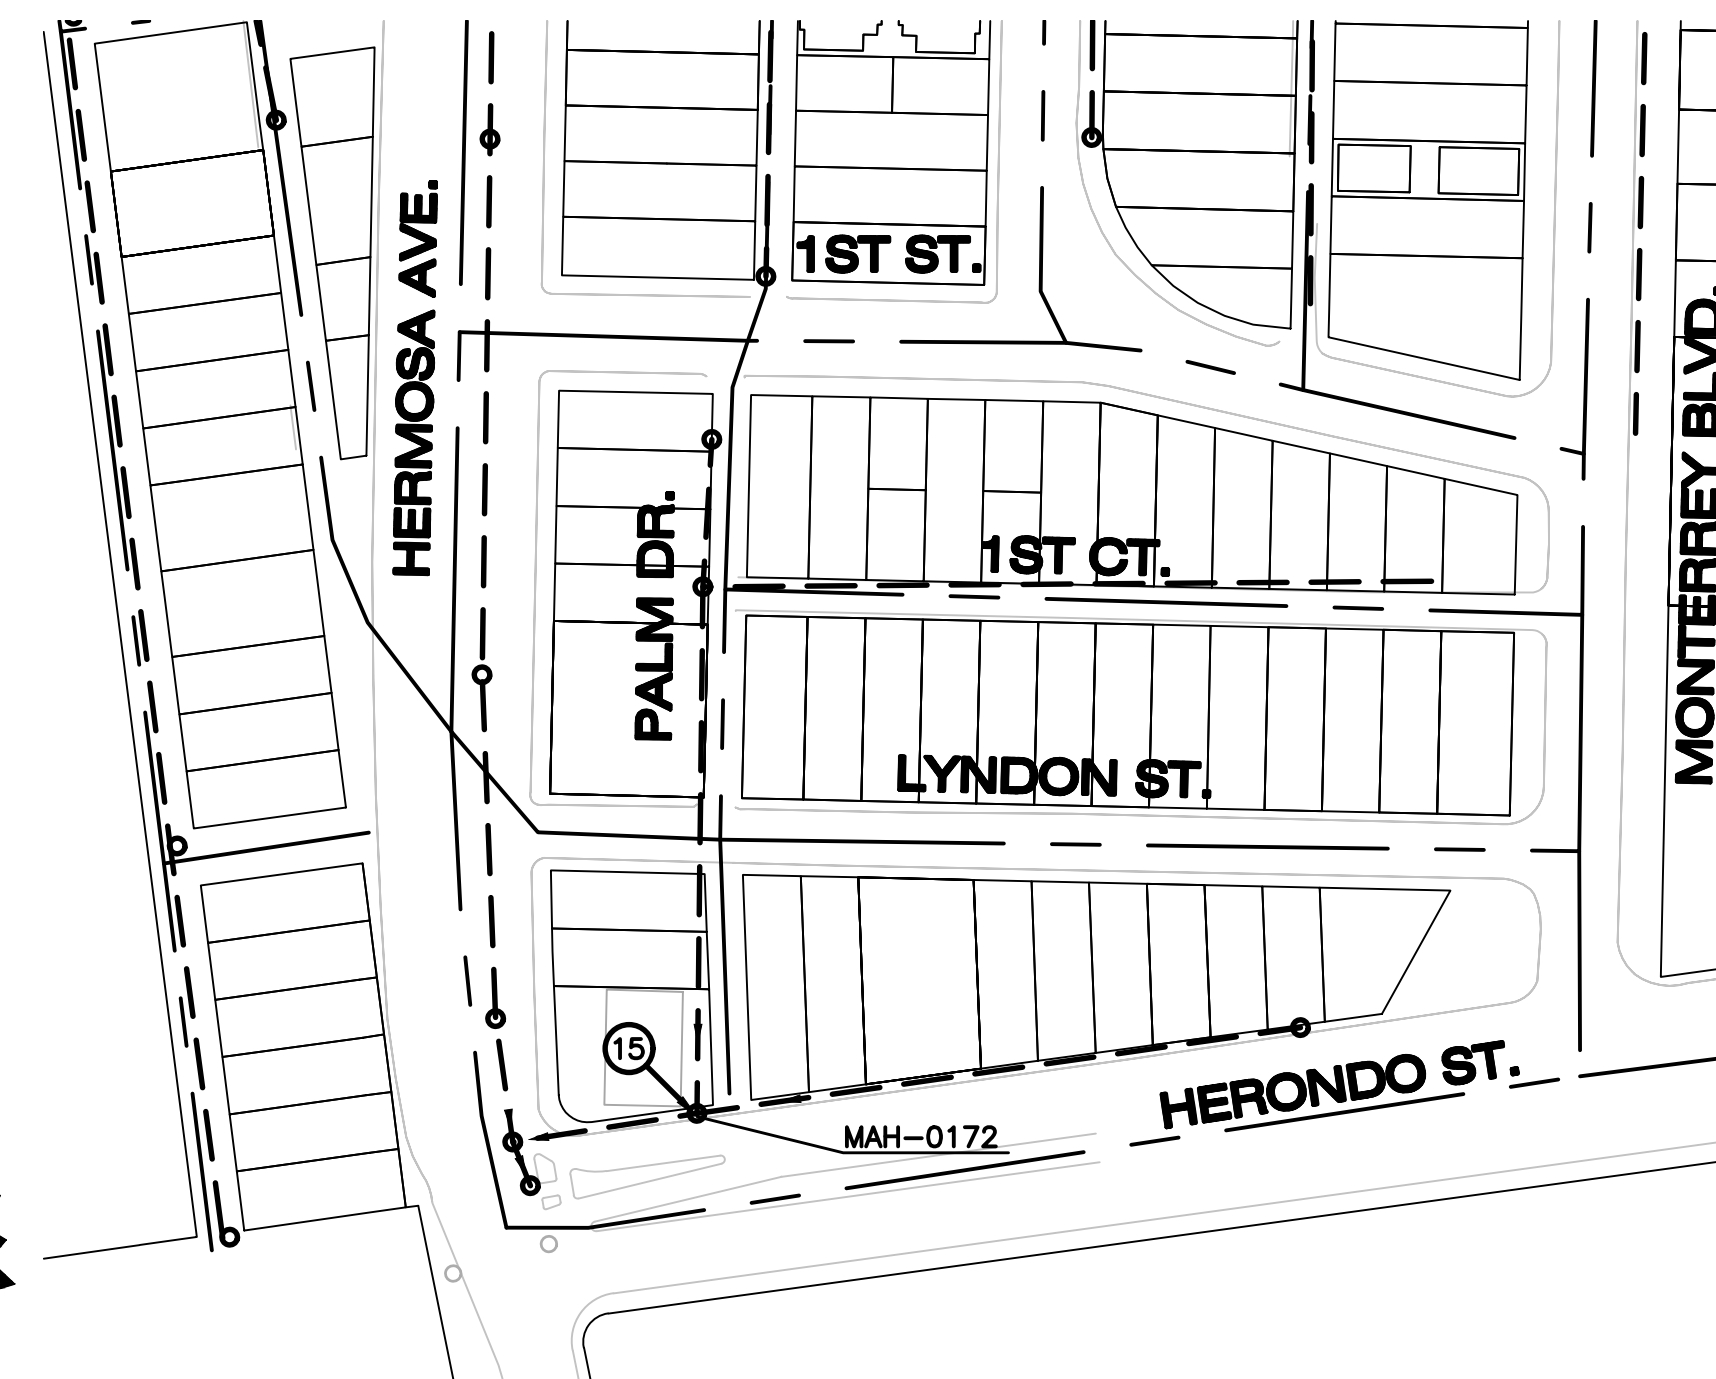 1ST ST.
HERMOSA AVE.
MONTERREY BLVD.
PALM DR.
1ST CT.
LYNDON ST.
15
HERONDO ST.
MAH-0172